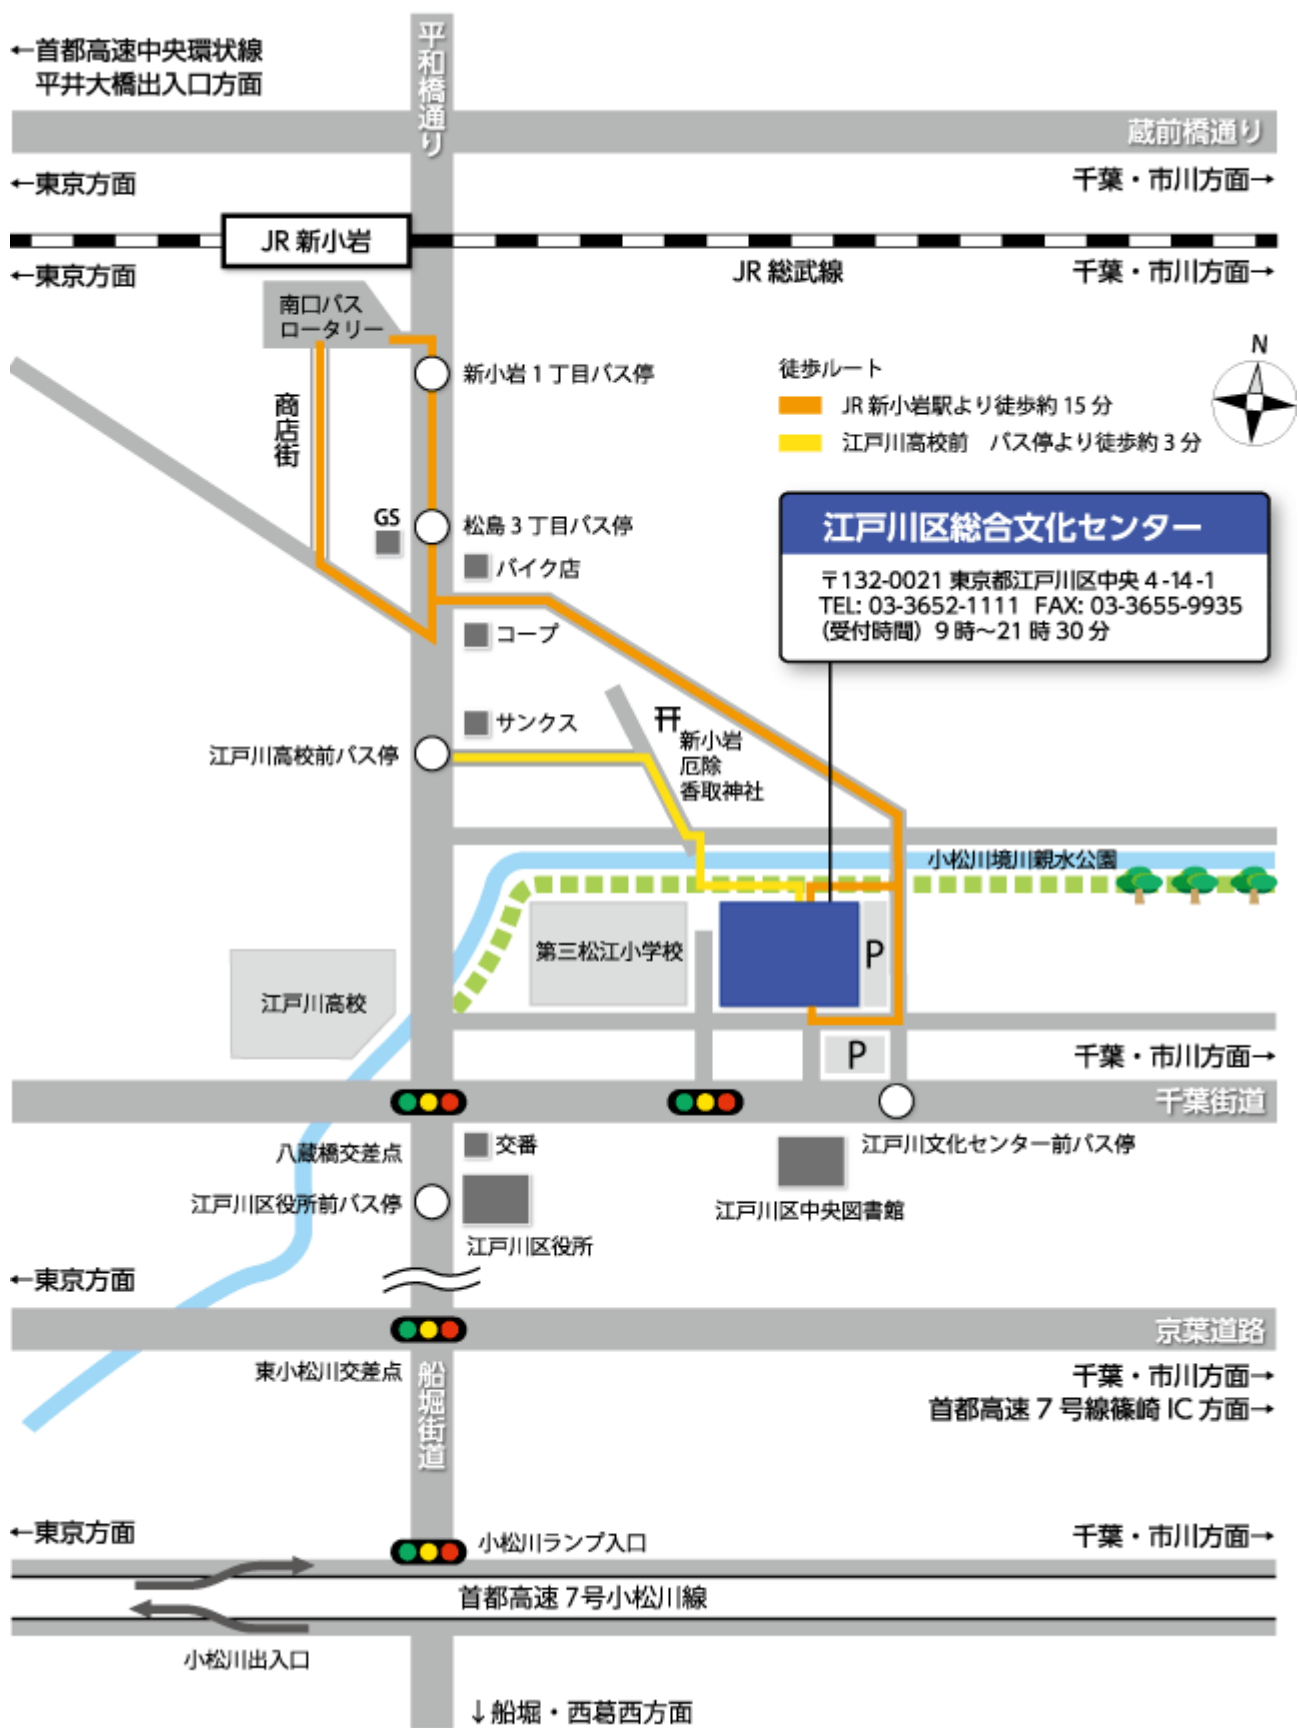 ←首都高速中央環状線
平井大橋出入口方面
平和橋通り
蔵前橋通り
←東京方面
千葉・市川方面→
JR 新小岩
←東京方面
JR 総武線
千葉・市川方面→
南口バス
ロータリー
新小岩 1 丁目バス停
商店街
徒歩ルート
JR 新小岩駅より徒歩約 15 分
江戸川高校前 バス停より徒歩約 3 分
N
GS
松島 3 丁目バス停
バイク店
コープ
江戸川区総合文化センター
〒132-0021 東京都江戸川区中央 4-14-1
TEL: 03-3652-1111 FAX: 03-3655-9935
(受付時間) 9 時～21 時 30 分
サンクス
江戸川高校前バス停
新小岩
厄除
香取神社
小松川境川親水公園
第三松江小学校
P
江戸川高校
P
千葉・市川方面→
千葉街道
八蔵橋交差点
交番
江戸川文化センター前バス停
江戸川区役所前バス停
江戸川区中央図書館
江戸川区役所
←東京方面
京葉道路
東小松川交差点
船堀街道
千葉・市川方面→
首都高速 7 号線篠崎 IC 方面→
←東京方面
小松川ランプ入口
千葉・市川方面→
首都高速 7号小松川線
小松川出入口
↓船堀・西葛西方面